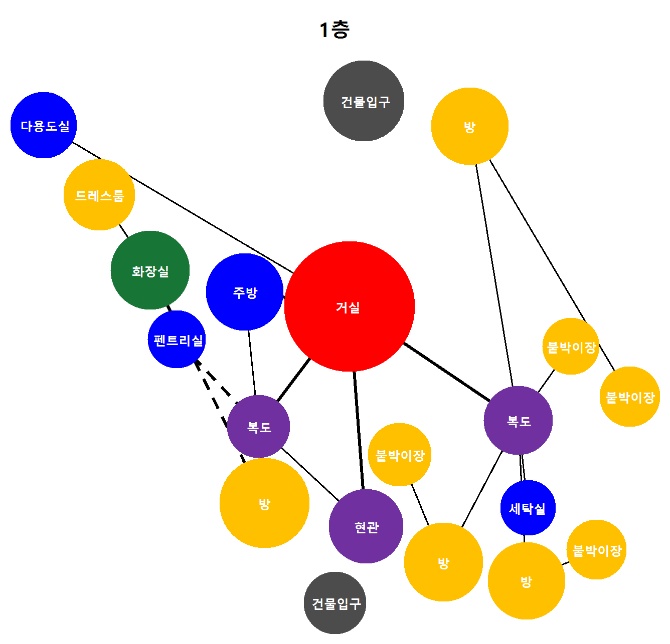 1층
건물입구
다용도실
방
드레스룸
화장실
주방
거실
펜트리실
붙박이장
붙박이장
복도
복도
붙박이장
방
세탁실
현관
붙박이장
방
방
건물입구